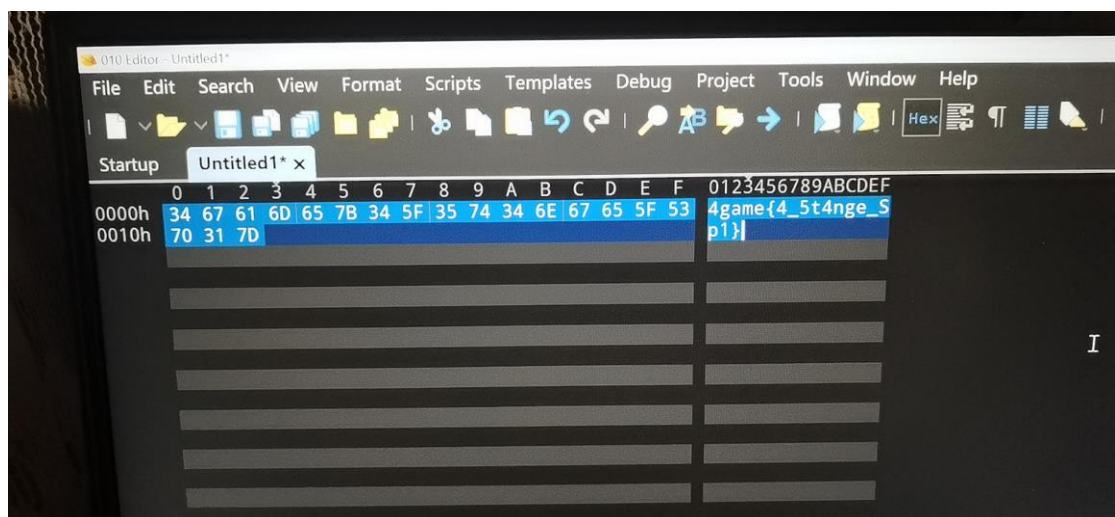 010 Editor - Untitled1*
File Edit Search View Format Scripts Templates Debug Project Tools Window Help
Hex
Startup Untitled1* x
0 1 2 3 4 5 6 7 8 9 A B C D E F 0123456789ABCDEF
0000h 34 67 61 6D 65 7B 34 5F 35 74 34 6E 67 65 5F 53 4game{4_5t4nge_S
0010h 70 31 7D p1}